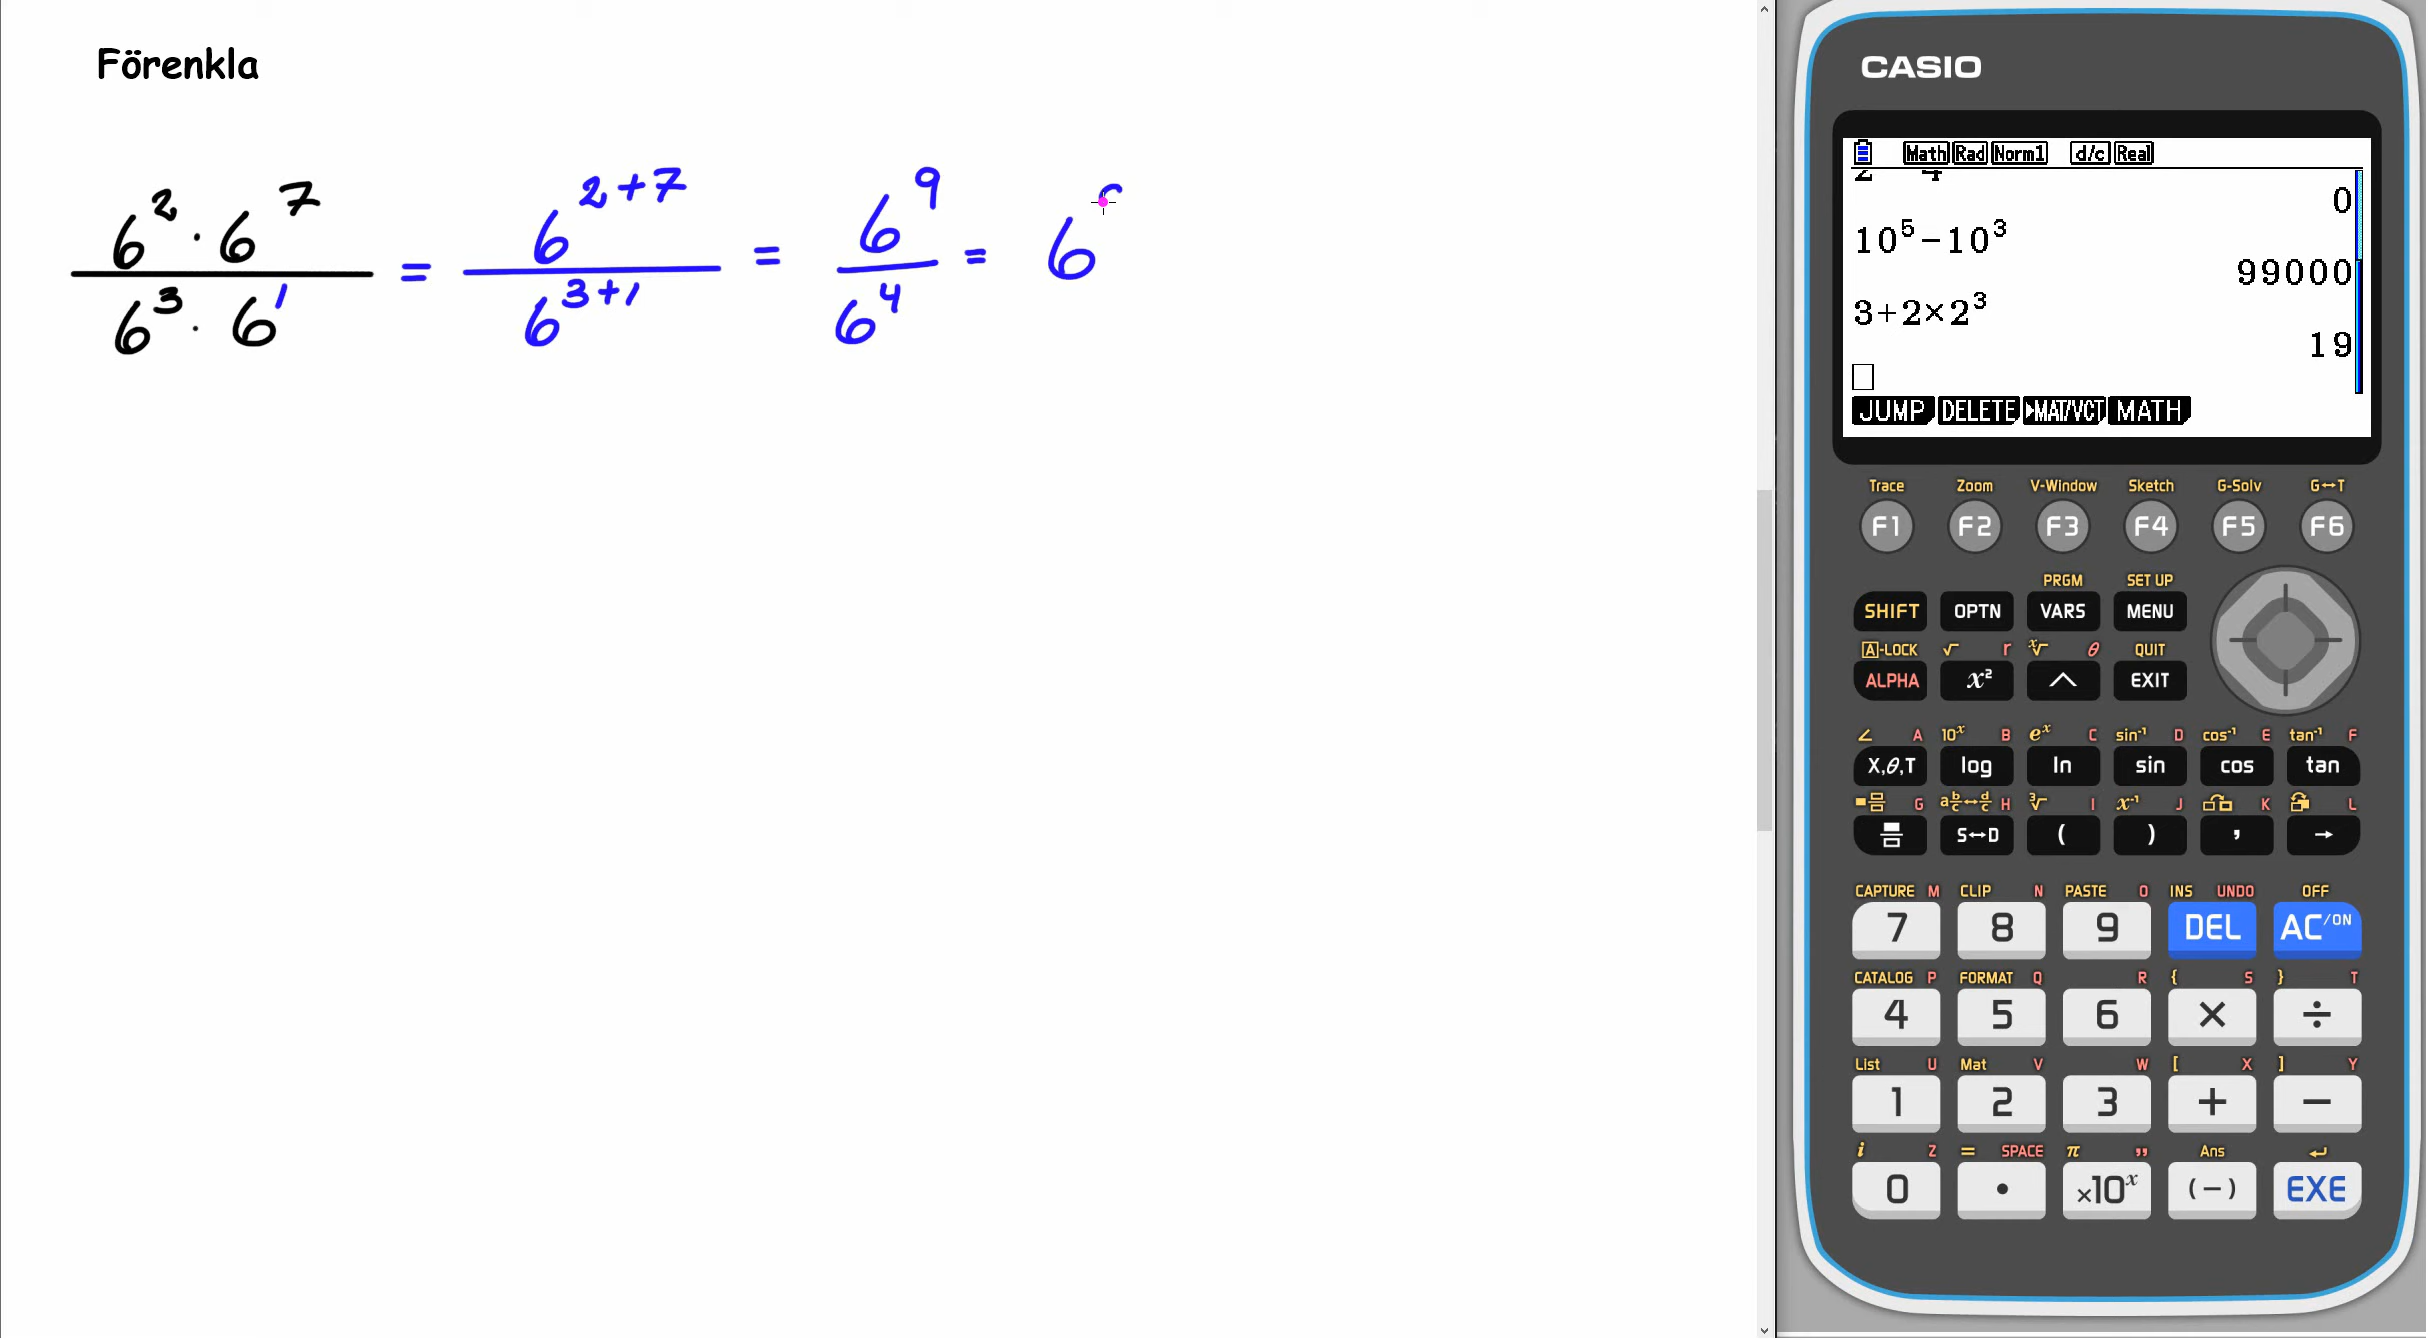 Förenkla
6² · 6⁷ / 6³ · 6¹ = 6²⁺⁷ / 6³⁺¹ = 6⁹ / 6⁴ = 6
CASIO
Math Rad Norm1 d/c Real
0
10⁵−10³
99000
3+2×2³
19
JUMP DELETE ▶MAT/VCT MATH
Trace Zoom V-Window Sketch G-Solv G↔T
F1 F2 F3 F4 F5 F6
PRGM SET UP
SHIFT OPTN VARS MENU
A-LOCK √ r ˣ√ θ QUIT
ALPHA x² ^ EXIT
∠ A 10ˣ B eˣ C sin⁻¹ D cos⁻¹ E tan⁻¹ F
X,θ,T log ln sin cos tan
G a b/c↔d/c H ³√ I x⁻¹ J K L
S↔D ( ) , →
CAPTURE M CLIP N PASTE O INS UNDO OFF
7 8 9 DEL AC/ON
CATALOG P FORMAT Q R { S } T
4 5 6 × ÷
List U Mat V W [ X ] Y
1 2 3 + −
i Z = SPACE π " Ans ↵
0 • ×10ˣ (−) EXE